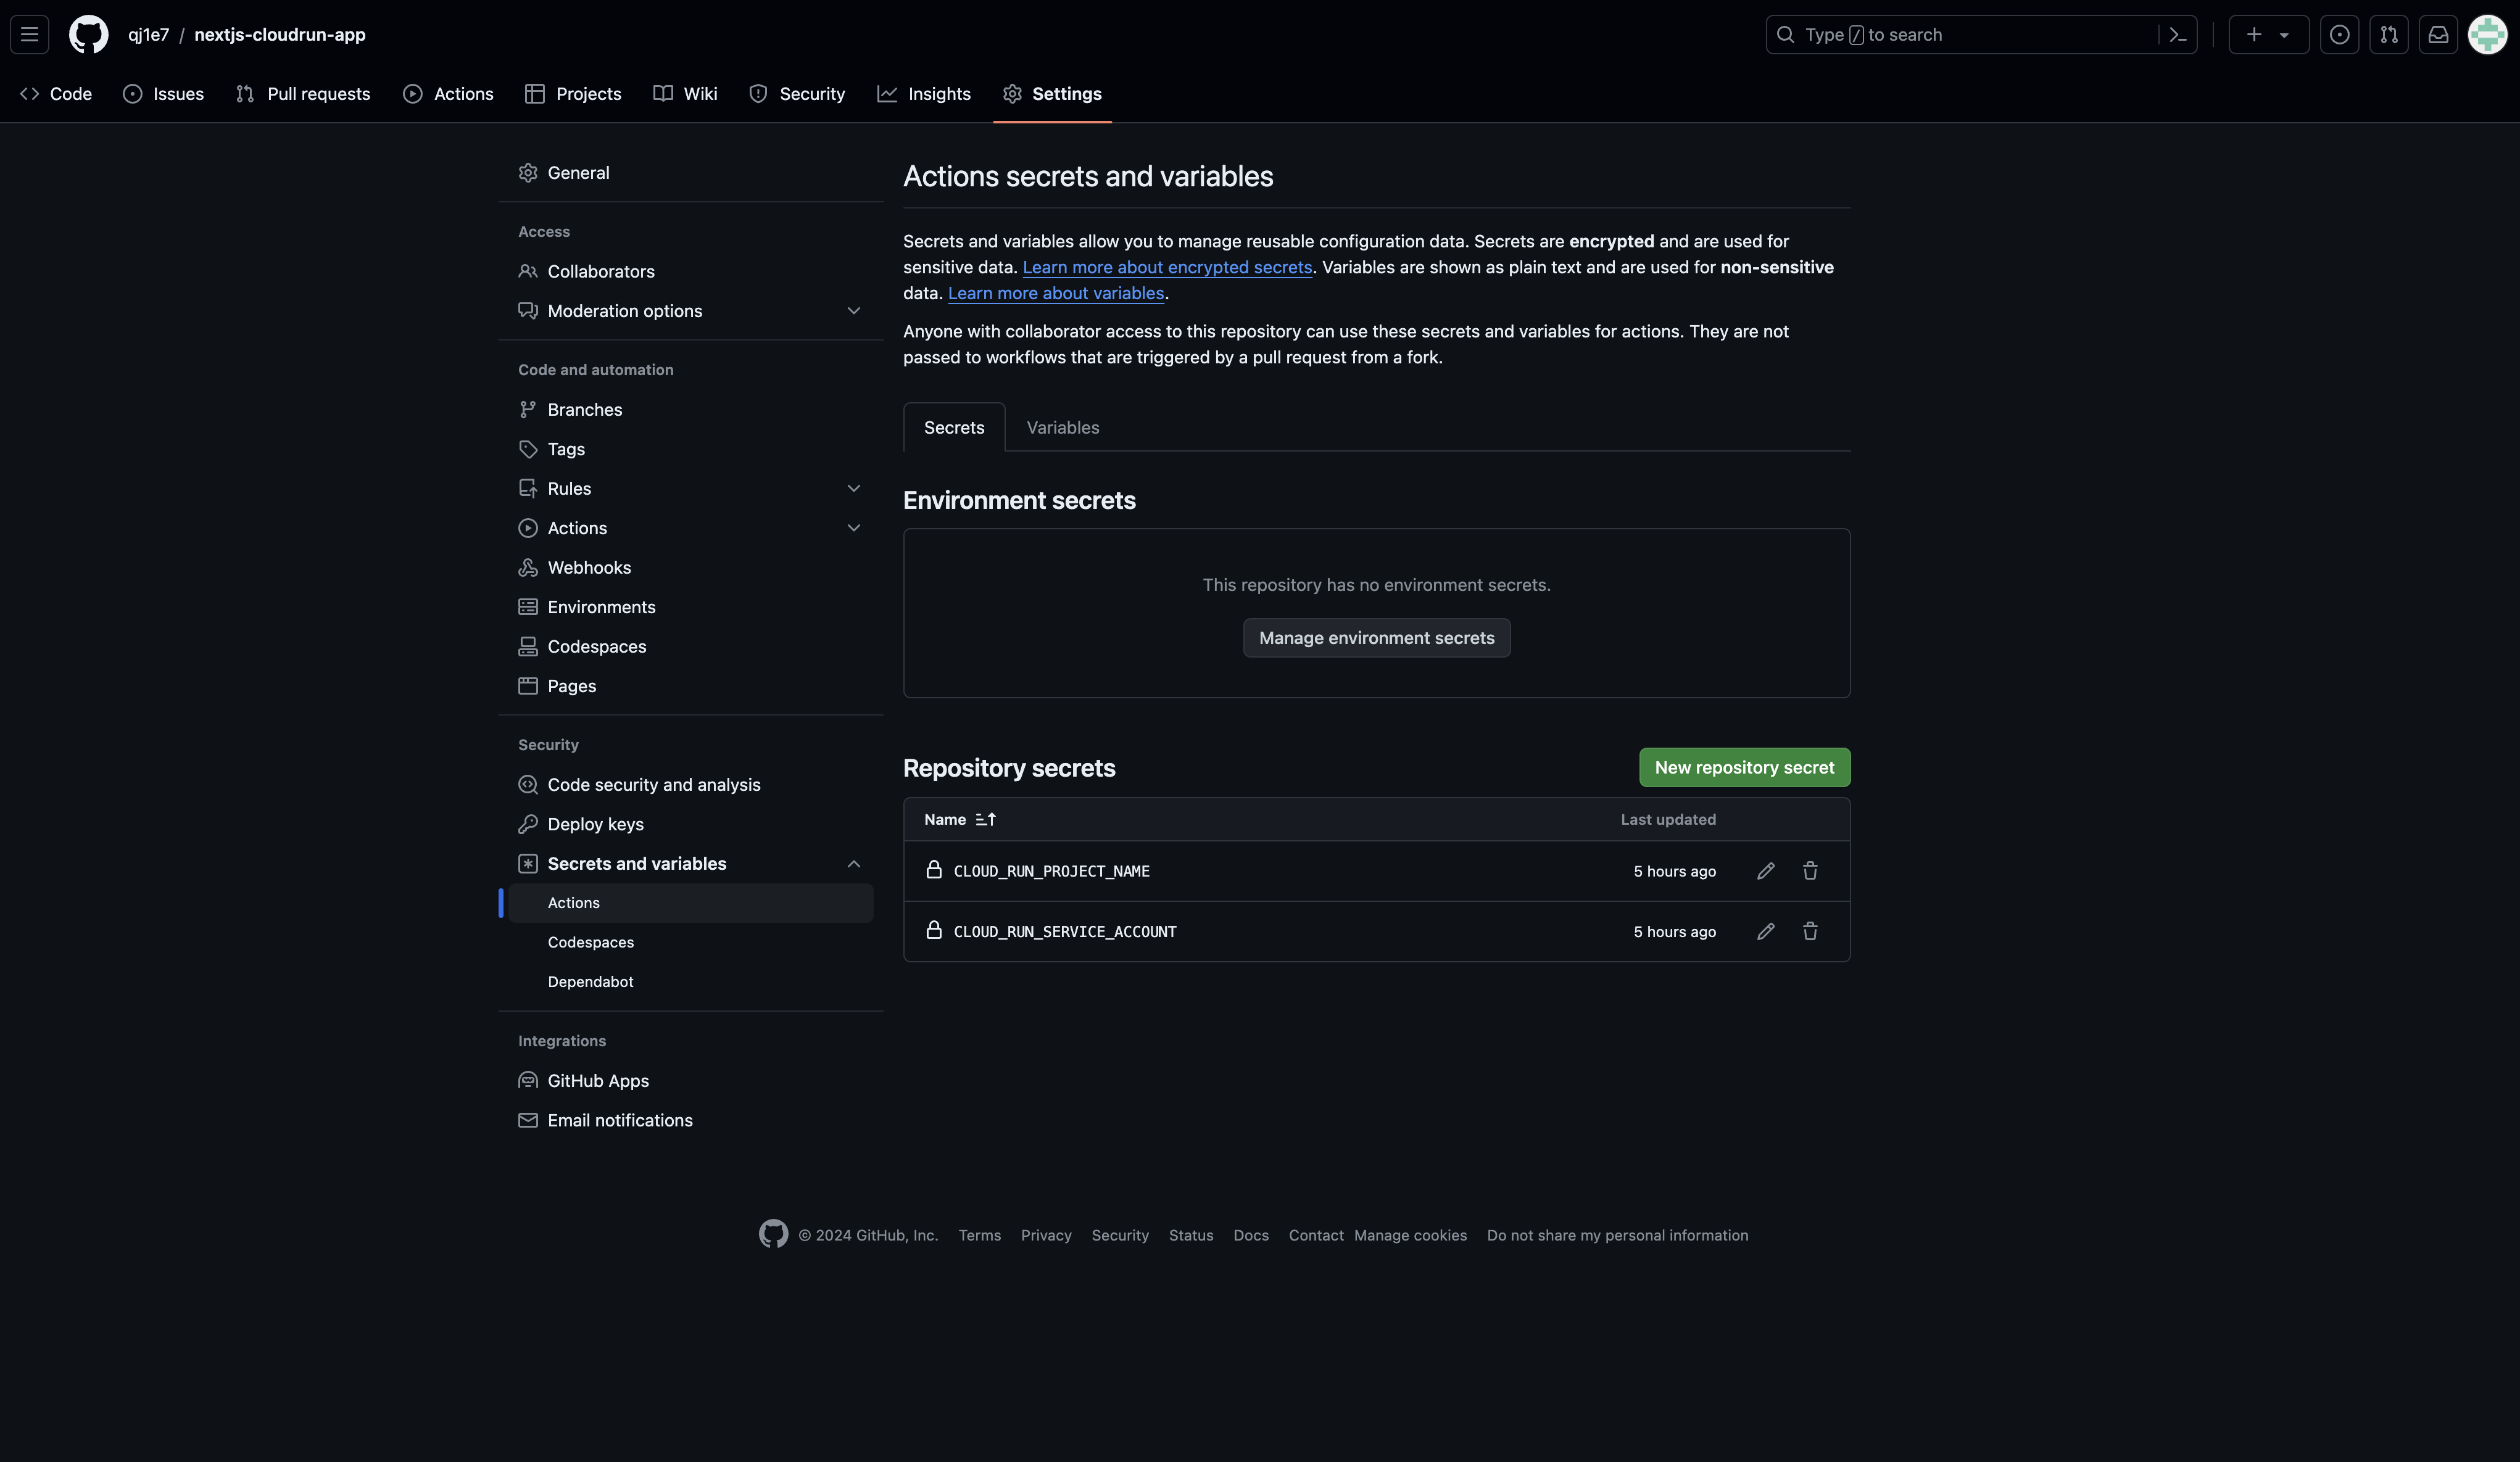 qj1e7 / nextjs-cloudrun-app
Type / to search
Code Issues Pull requests Actions Projects Wiki Security Insights Settings
General
Access
Collaborators
Moderation options
Code and automation
Branches
Tags
Rules
Actions
Webhooks
Environments
Codespaces
Pages
Security
Code security and analysis
Deploy keys
Secrets and variables
Actions
Codespaces
Dependabot
Integrations
GitHub Apps
Email notifications
Actions secrets and variables
Secrets and variables allow you to manage reusable configuration data. Secrets are encrypted and are used for
sensitive data. Learn more about encrypted secrets. Variables are shown as plain text and are used for non-sensitive
data. Learn more about variables.
Anyone with collaborator access to this repository can use these secrets and variables for actions. They are not
passed to workflows that are triggered by a pull request from a fork.
Secrets Variables
Environment secrets
This repository has no environment secrets.
Manage environment secrets
Repository secrets New repository secret
Name Last updated
CLOUD_RUN_PROJECT_NAME 5 hours ago
CLOUD_RUN_SERVICE_ACCOUNT 5 hours ago
© 2024 GitHub, Inc. Terms Privacy Security Status Docs Contact Manage cookies Do not share my personal information